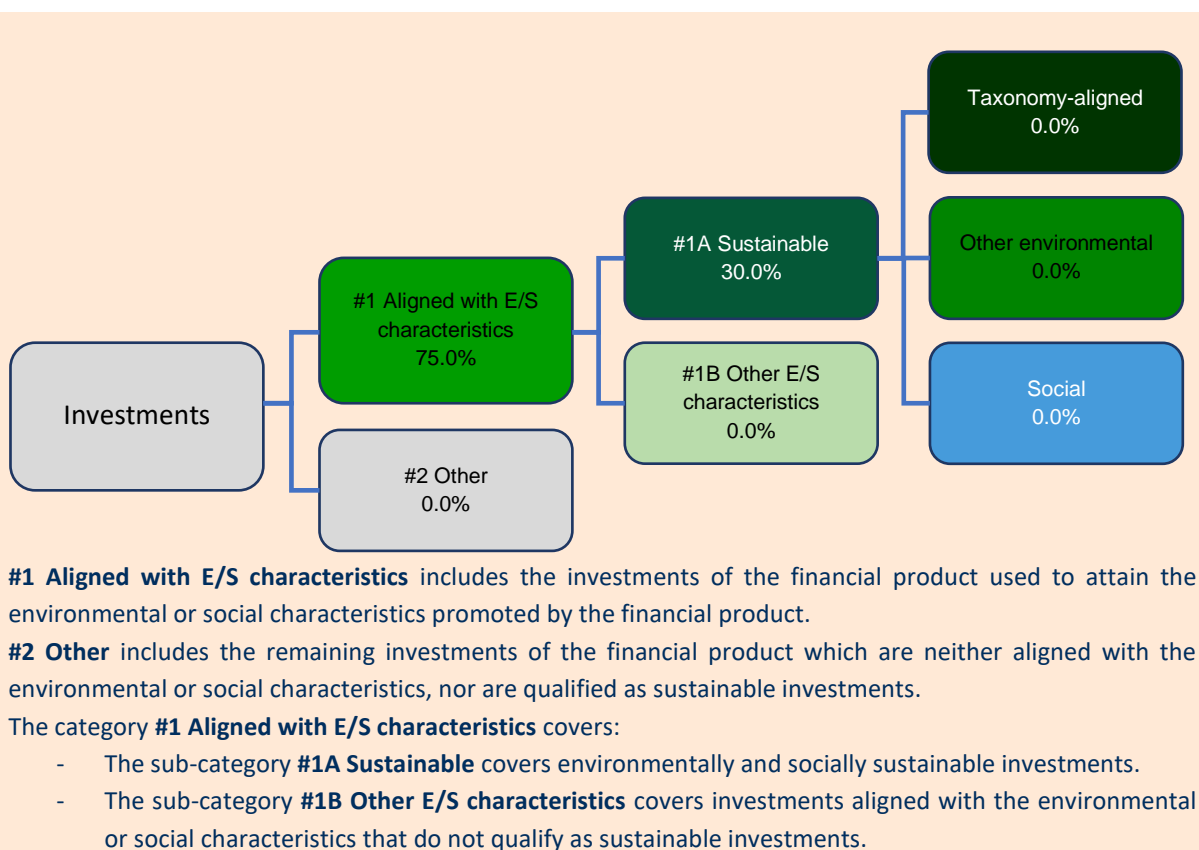 Taxonomy-aligned
0.0%
#1A Sustainable
30.0%
Other environmental
0.0%
#1 Aligned with E/S
characteristics
75.0%
Investments
#1B Other E/S
characteristics
0.0%
Social
0.0%
#2 Other
0.0%
#1 Aligned with E/S characteristics includes the investments of the financial product used to attain the
environmental or social characteristics promoted by the financial product.
#2 Other includes the remaining investments of the financial product which are neither aligned with the
environmental or social characteristics, nor are qualified as sustainable investments.
The category #1 Aligned with E/S characteristics covers:
- The sub-category #1A Sustainable covers environmentally and socially sustainable investments.
- The sub-category #1B Other E/S characteristics covers investments aligned with the environmental
or social characteristics that do not qualify as sustainable investments.